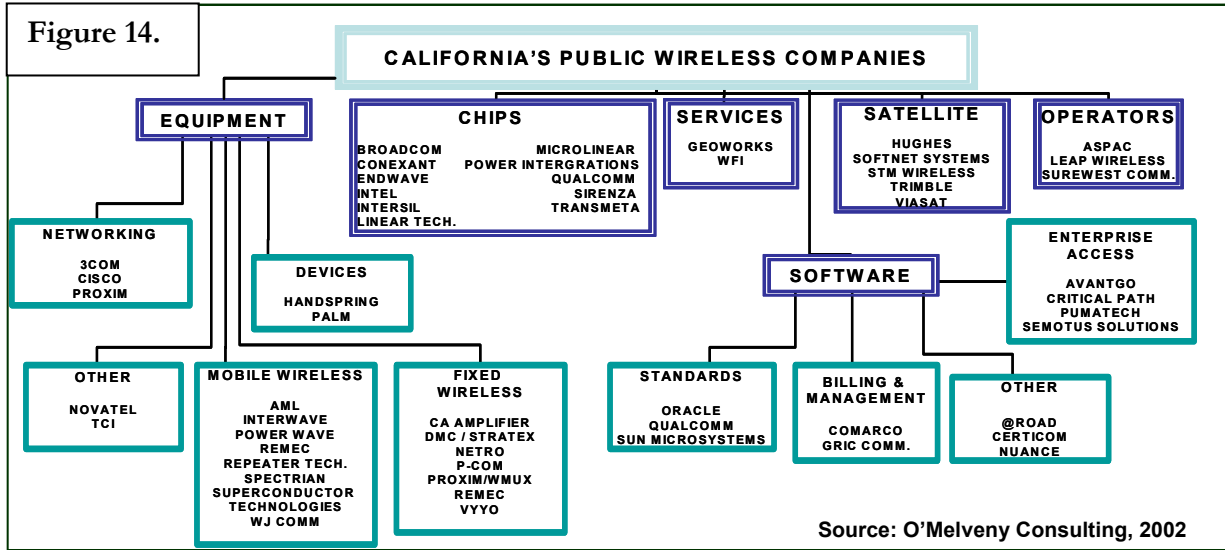 Figure 14.
CALIFORNIA'S PUBLIC WIRELESS COMPANIES
EQUIPMENT
NETWORKING
3COM
CISCO
PROXIM
DEVICES
HANDSPRING
PALM
OTHER
NOVATEL
TCI
MOBILE WIRELESS
AML
INTERWAVE
POWER WAVE
REMEC
REPEATER TECH.
SPECTRIAN
SUPERCONDUCTOR
TECHNOLOGIES
WJ COMM
FIXED
WIRELESS
CA AMPLIFIER
DMC / STRATEX
NETRO
P-COM
PROXIM/WMUX
REMEC
VYYO
CHIPS
BROADCOM
CONEXANT
ENDWAVE
INTEL
INTERSIL
LINEAR TECH.
MICROLINEAR
POWER INTERGRATIONS
QUALCOMM
SIRENZA
TRANSMETA
SERVICES
GEOWORKS
WFI
SATELLITE
HUGHES
SOFTNET SYSTEMS
STM WIRELESS
TRIMBLE
VIASAT
OPERATORS
ASPAC
LEAP WIRELESS
SUREWEST COMM.
SOFTWARE
ENTERPRISE
ACCESS
AVANTGO
CRITICAL PATH
PUMATECH
SEMOTUS SOLUTIONS
STANDARDS
ORACLE
QUALCOMM
SUN MICROSYSTEMS
BILLING &
MANAGEMENT
COMARCO
GRIC COMM.
OTHER
@ROAD
CERTICOM
NUANCE
Source: O'Melveny Consulting, 2002